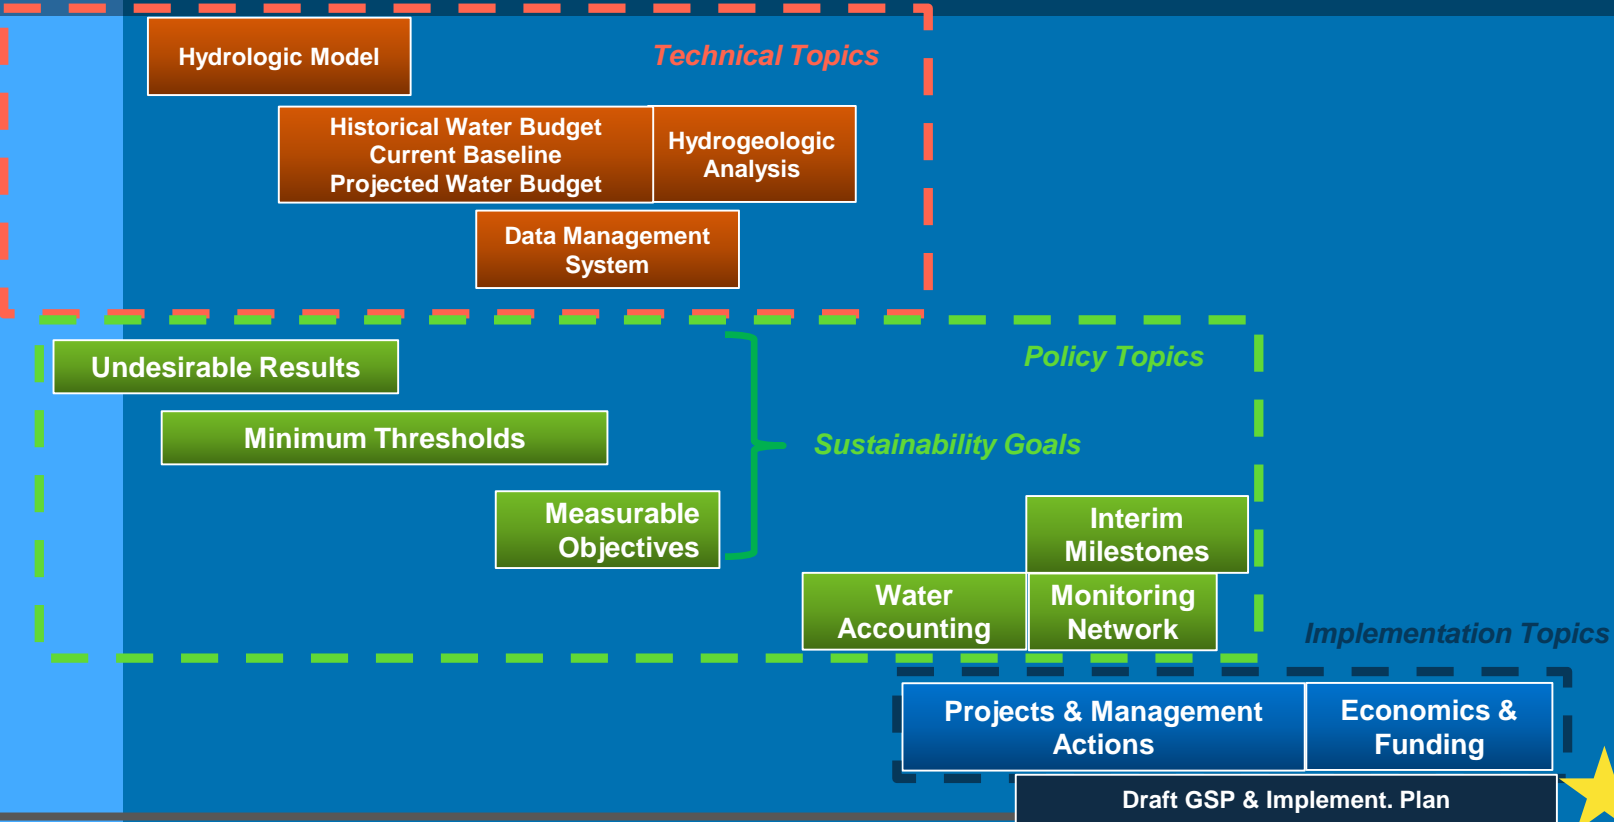 Hydrologic Model
Technical Topics
Historical Water Budget
Current Baseline
Projected Water Budget
Hydrogeologic
Analysis
Data Management
System
Undesirable Results
Policy Topics
Minimum Thresholds
Sustainability Goals
Measurable
Objectives
Interim
Milestones
Water
Accounting
Monitoring
Network
Implementation Topics
Projects & Management
Actions
Economics &
Funding
Draft GSP & Implement. Plan